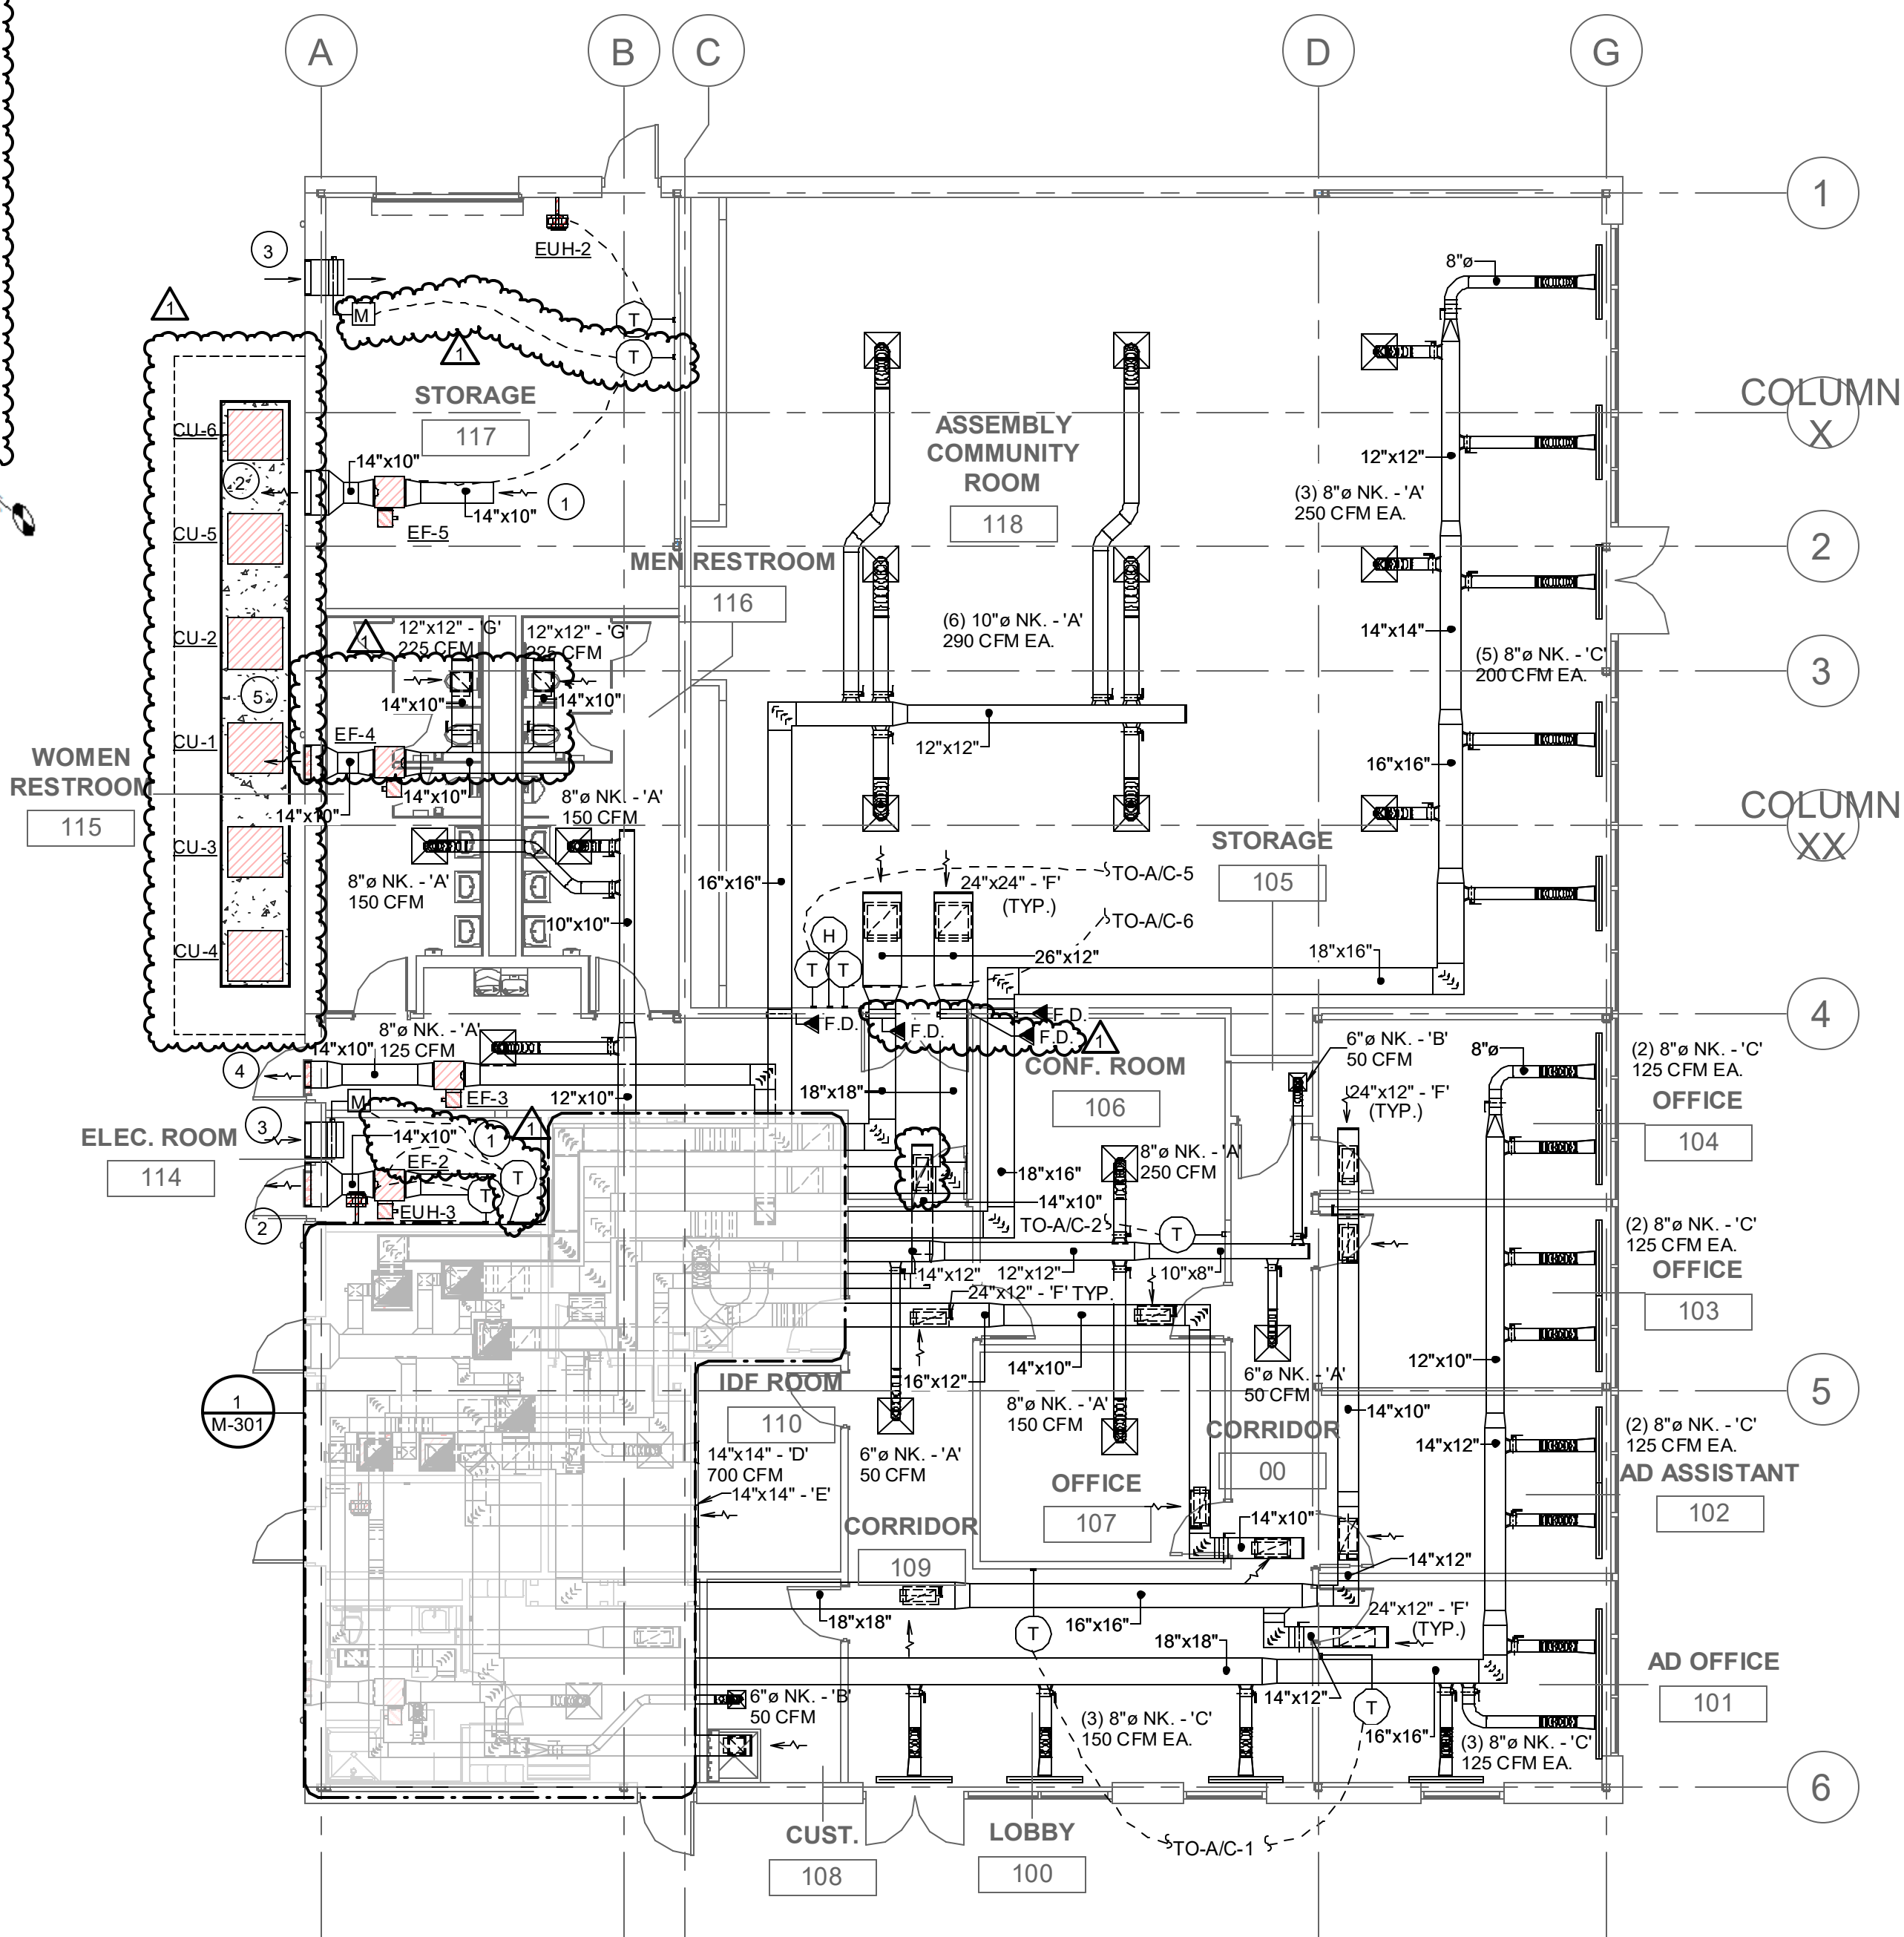 A
B
C
D
G
1
3
EUH-2
1
M
T
T
1
STORAGE
117
COLUMN
X
8"ø
CU-6
2
14"x10"
1
14"x10"
EF-5
ASSEMBLY
COMMUNITY
ROOM
118
12"x12"
(3) 8"ø NK. - 'A'
250 CFM EA.
CU-5
2
MEN RESTROOM
116
CU-2
1
12"x12" - 'G'
225 CFM
12"x12" - 'G'
225 CFM
(6) 10"ø NK. - 'A'
290 CFM EA.
14"x14"
(5) 8"ø NK. - 'C'
200 CFM EA.
3
5
14"x10"
14"x10"
CU-1
EF-4
WOMEN
RESTROOM
115
14"x10"
14"x10"
12"x12"
16"x16"
8"ø NK. - 'A'
150 CFM
COLUMN
XX
CU-3
8"ø NK. - 'A'
150 CFM
16"x16"
TO-A/C-5
24"x24" - 'F'
(TYP.)
STORAGE
105
10"x10"
TO-A/C-6
H
T
T
26"x12"
18"x16"
CU-4
4
F.D.
F.D.
F.D.
F.D.
1
8"ø NK. - 'A'
125 CFM
14"x10"
4
EF-3
12"x10"
18"x18"
CONF. ROOM
106
6"ø NK. - 'B'
50 CFM
24"x12" - 'F'
(TYP.)
8"ø
(2) 8"ø NK. - 'C'
125 CFM EA.
OFFICE
104
M
3
ELEC. ROOM
114
14"x10"
1
1
EF-2
T
T
EUH-3
2
8"ø NK. - 'A'
250 CFM
18"x16"
14"x10"
TO-A/C-2
T
14"x12"
12"x12"
10"x8"
24"x12" - 'F' TYP.
(2) 8"ø NK. - 'C'
125 CFM EA.
OFFICE
103
14"x10"
16"x12"
12"x10"
6"ø NK. - 'A'
50 CFM
5
1
M-301
IDF ROOM
110
14"x14" - 'D'
700 CFM
14"x14" - 'E'
6"ø NK. - 'A'
50 CFM
8"ø NK. - 'A'
150 CFM
CORRIDOR
00
14"x10"
14"x12"
(2) 8"ø NK. - 'C'
125 CFM EA.
AD ASSISTANT
102
OFFICE
107
CORRIDOR
109
14"x10"
14"x12"
18"x18"
16"x16"
24"x12" - 'F'
(TYP.)
T
18"x18"
AD OFFICE
101
6"ø NK. - 'B'
50 CFM
14"x12"
T
16"x16"
(3) 8"ø NK. - 'C'
150 CFM EA.
(3) 8"ø NK. - 'C'
125 CFM EA.
6
CUST.
108
LOBBY
100
TO-A/C-1